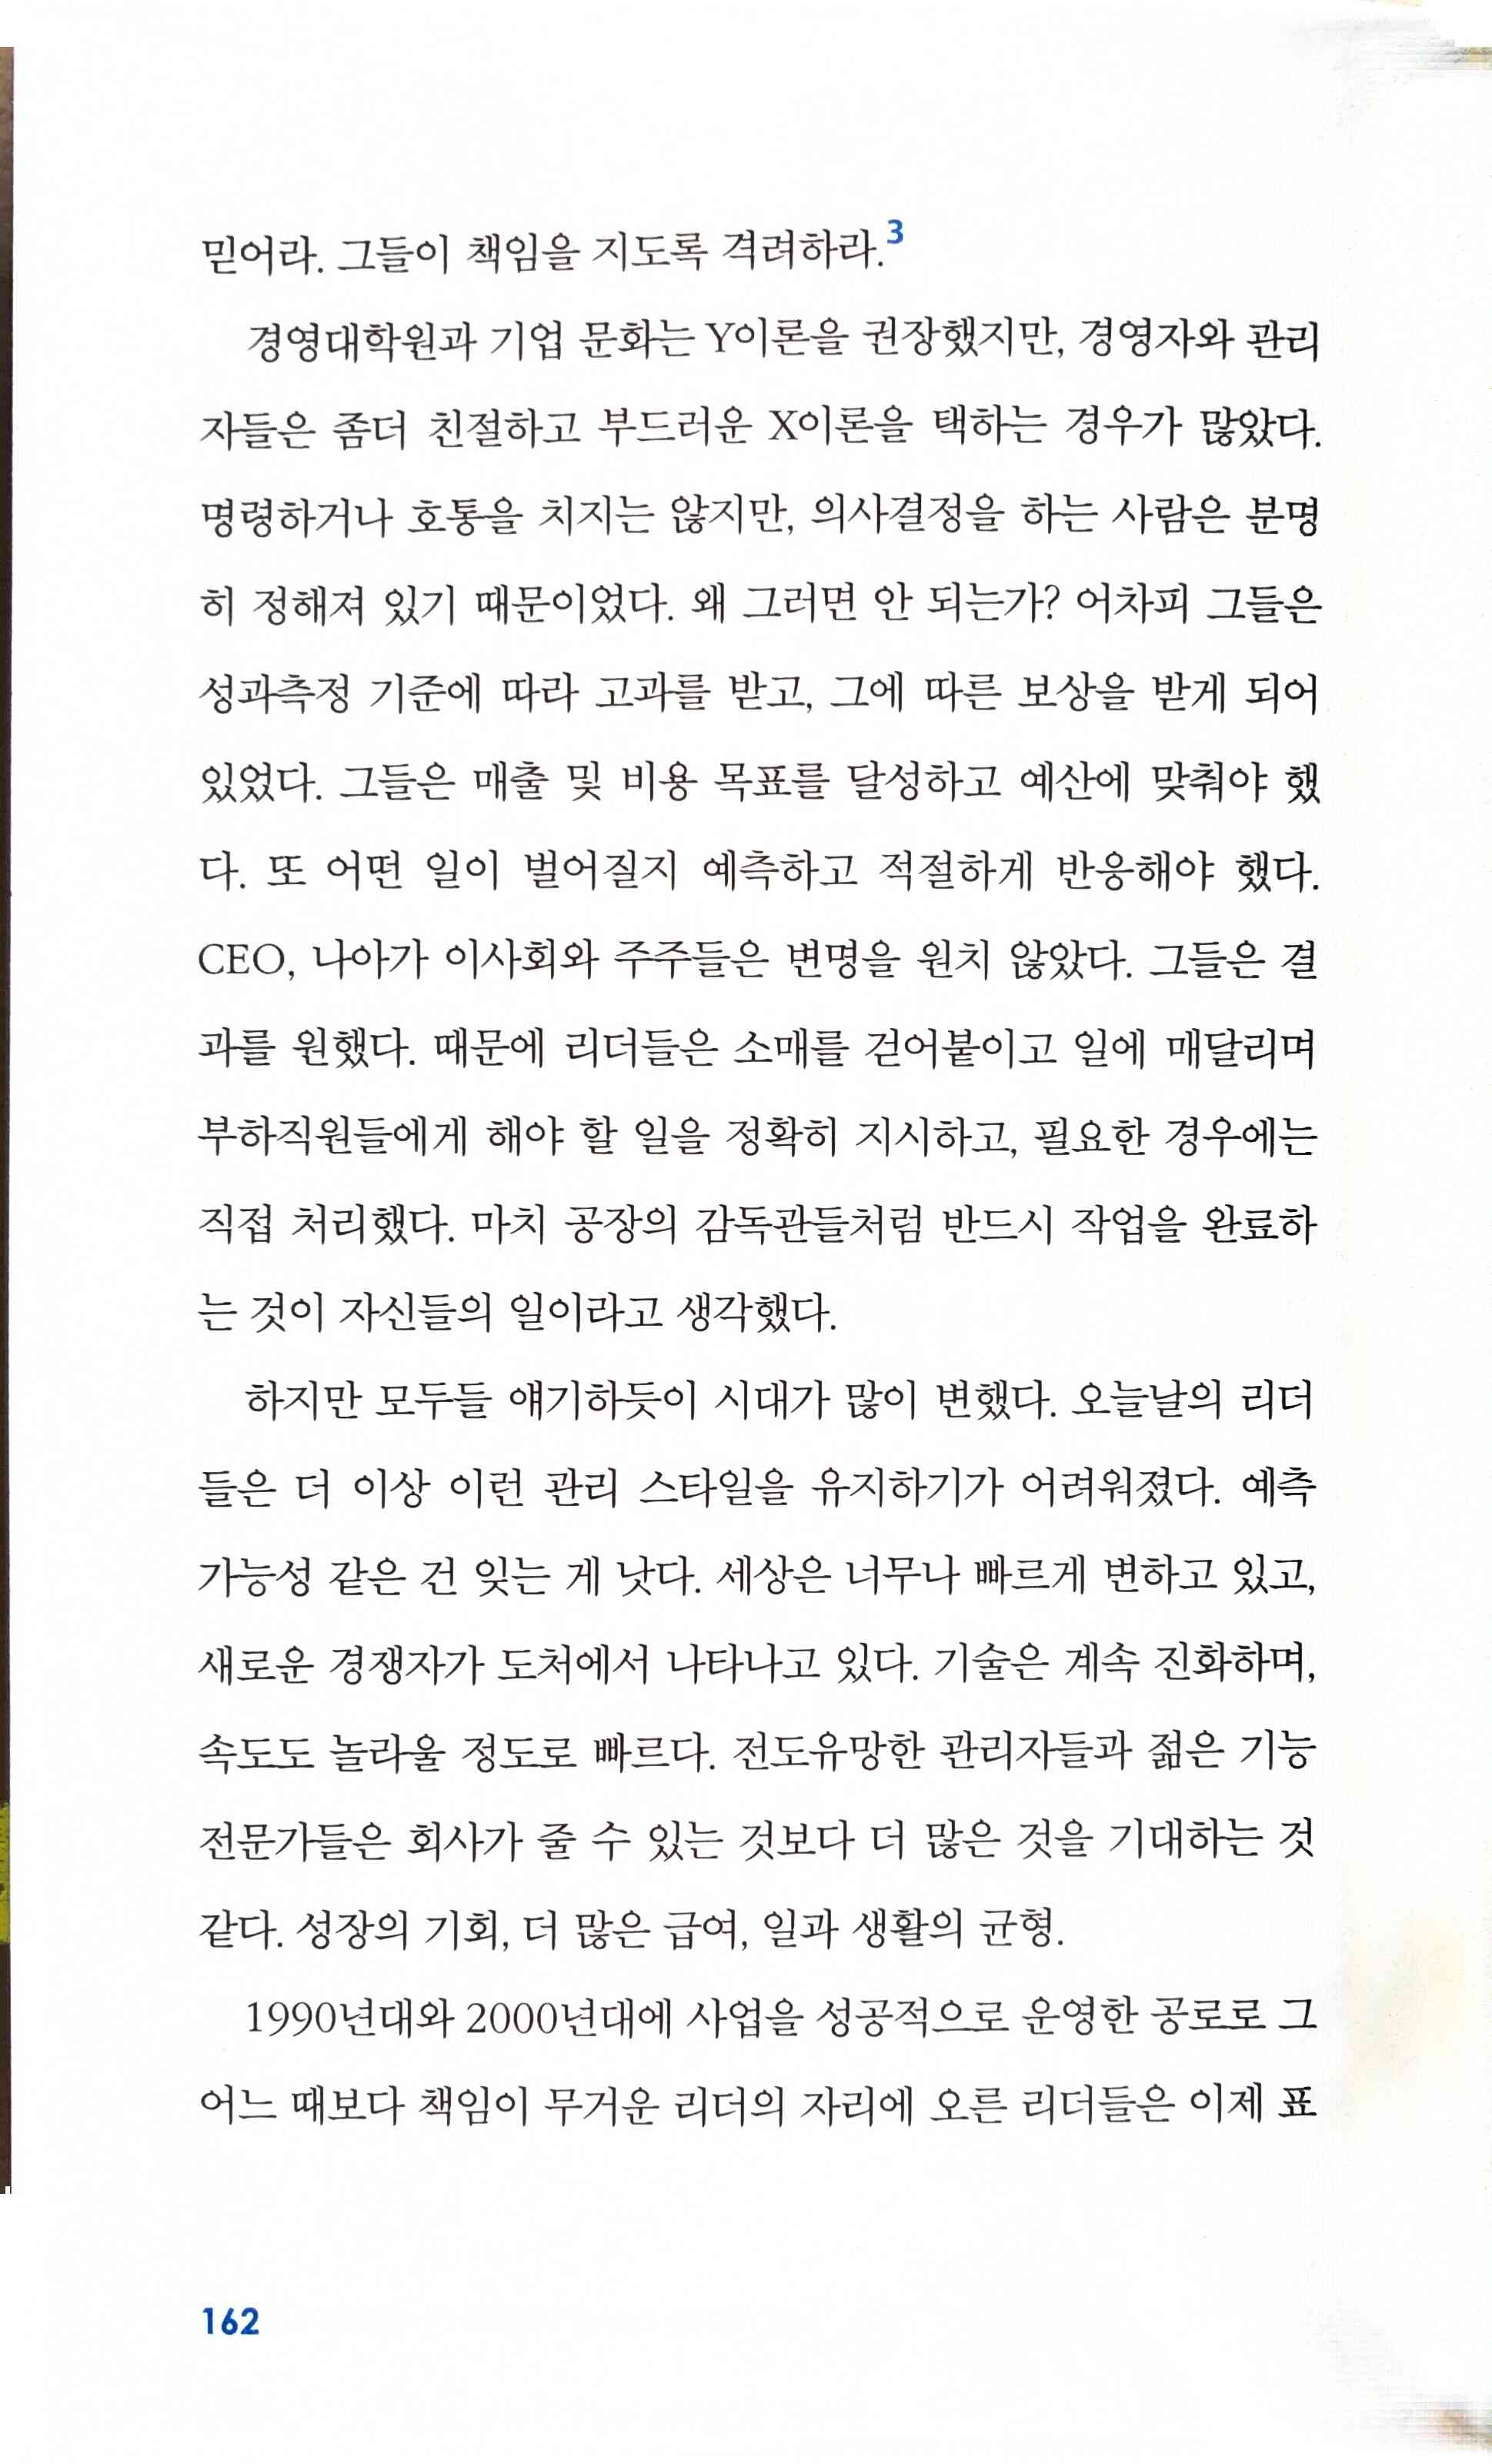 믿어라. 그들이 책임을 지도록 격려하라.3
경영대학원과 기업 문화는 Y이론을 권장했지만, 경영자와 관리
자들은 좀더 친절하고 부드러운 X이론을 택하는 경우가 많았다.
명령하거나 호통을 치지는 않지만, 의사결정을 하는 사람은 분명
히 정해져 있기 때문이었다. 왜 그러면 안 되는가? 어차피 그들은
성과측정 기준에 따라 고과를 받고, 그에 따른 보상을 받게 되어
있었다. 그들은 매출 및 비용 목표를 달성하고 예산에 맞춰야 했
다. 또 어떤 일이 벌어질지 예측하고 적절하게 반응해야 했다.
CEO, 나아가 이사회와 주주들은 변명을 원치 않았다. 그들은 결
과를 원했다. 때문에 리더들은 소매를 걷어붙이고 일에 매달리며
부하직원들에게 해야 할 일을 정확히 지시하고, 필요한 경우에는
직접 처리했다. 마치 공장의 감독관들처럼 반드시 작업을 완료하
는 것이 자신들의 일이라고 생각했다.
하지만 모두들 얘기하듯이 시대가 많이 변했다. 오늘날의 리더
들은 더 이상 이런 관리 스타일을 유지하기가 어려워졌다. 예측
가능성 같은 건 잊는 게 낫다. 세상은 너무나 빠르게 변하고 있고,
새로운 경쟁자가 도처에서 나타나고 있다. 기술은 계속 진화하며,
속도도 놀라울 정도로 빠르다. 전도유망한 관리자들과 젊은 기능
전문가들은 회사가 줄 수 있는 것보다 더 많은 것을 기대하는 것
같다. 성장의 기회, 더 많은 급여, 일과 생활의 균형.
1990년대와 2000년대에 사업을 성공적으로 운영한 공로로 그
어느 때보다 책임이 무거운 리더의 자리에 오른 리더들은 이제 표
162